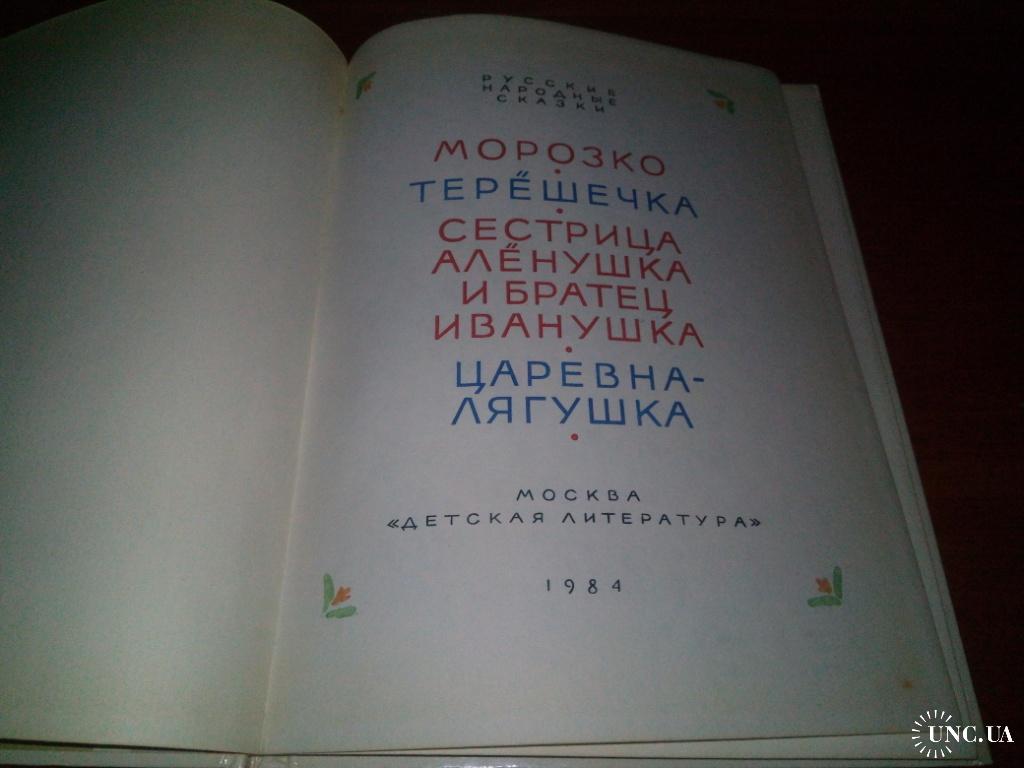 РУССКИЕ
НАРОДНЫЕ
СКАЗКИ
МОРОЗКО
ТЕРЁШЕЧКА
СЕСТРИЦА
АЛЁНУШКА
И БРАТЕЦ
ИВАНУШКА
ЦАРЕВНА-
ЛЯГУШКА
МОСКВА
«ДЕТСКАЯ ЛИТЕРАТУРА»
1984
UNC.UA